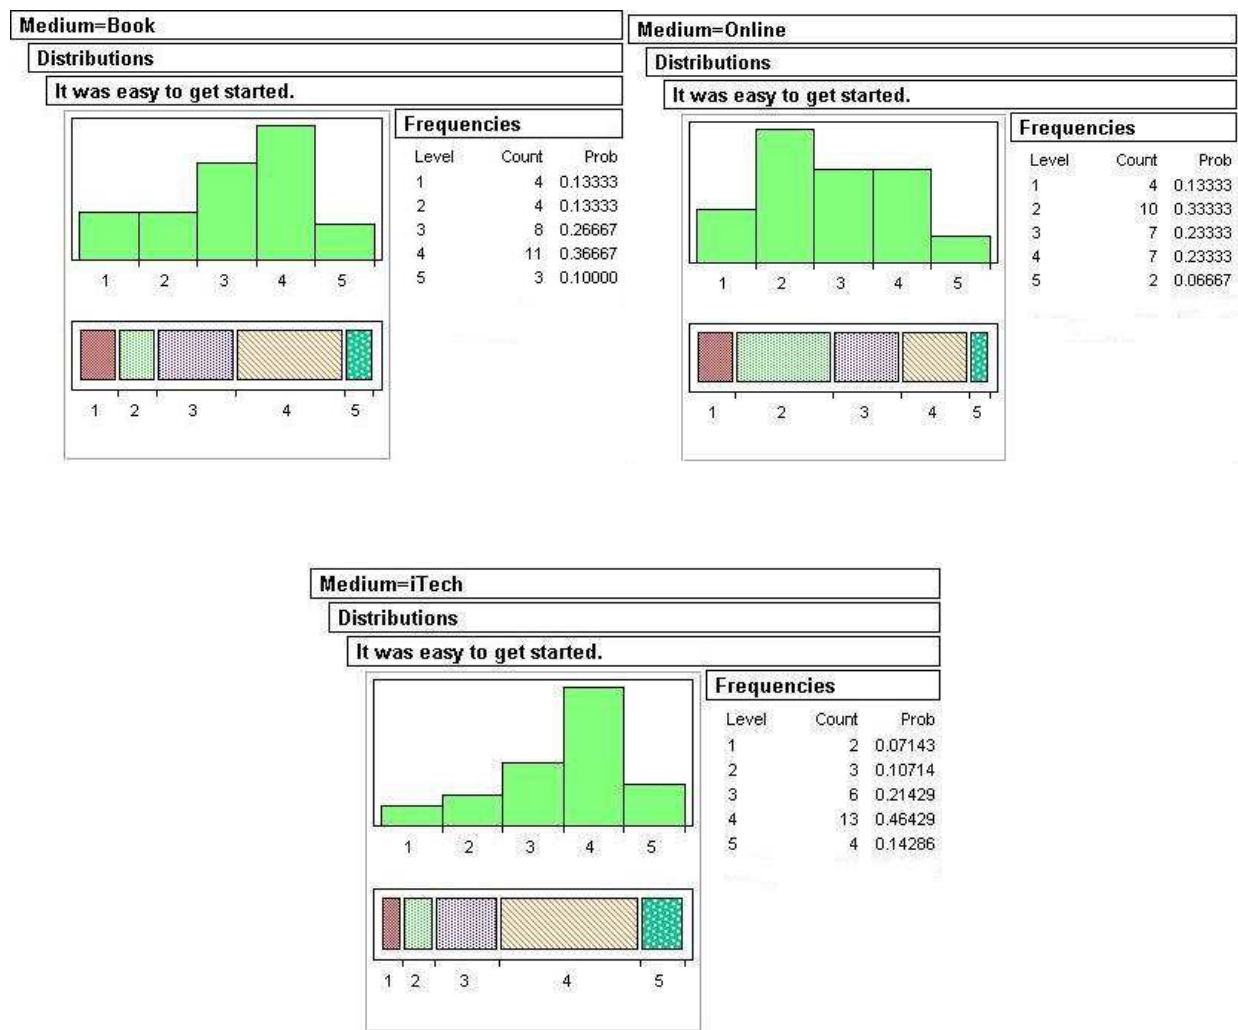 Medium=Book
Distributions
It was easy to get started.
Frequencies
Level Count Prob
1 4 0.13333
2 4 0.13333
3 8 0.26667
4 11 0.36667
5 3 0.10000
1 2 3 4 5
1 2 3 4 5
Medium=Online
Distributions
It was easy to get started.
Frequencies
Level Count Prob
1 4 0.13333
2 10 0.33333
3 7 0.23333
4 7 0.23333
5 2 0.06667
1 2 3 4 5
1 2 3 4 5
Medium=iTech
Distributions
It was easy to get started.
Frequencies
Level Count Prob
1 2 0.07143
2 3 0.10714
3 6 0.21429
4 13 0.46429
5 4 0.14286
1 2 3 4 5
1 2 3 4 5